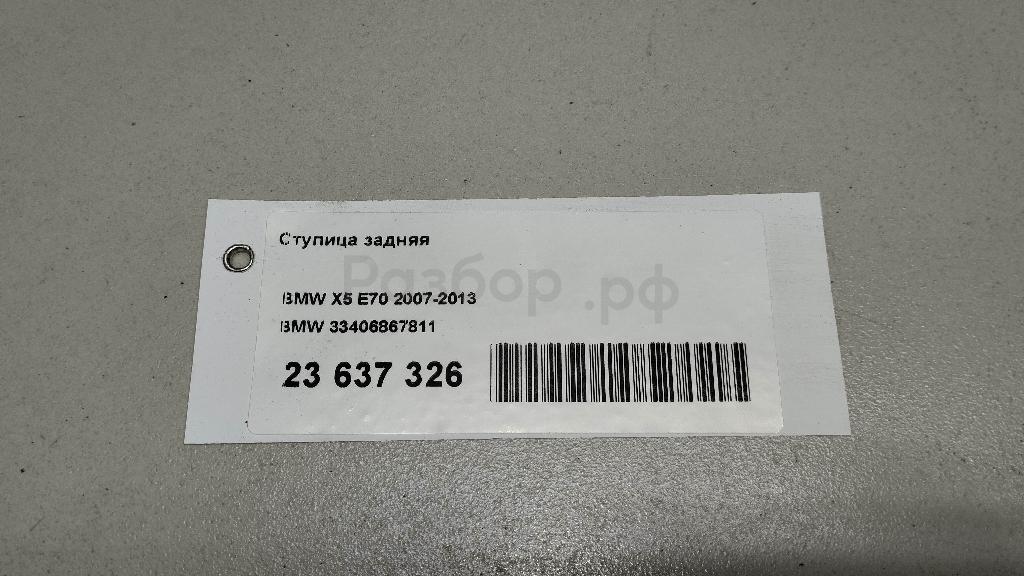 Ступица задняя
Разбор.рф
BMW X5 E70 2007-2013
BMW 33406867811
23 637 326